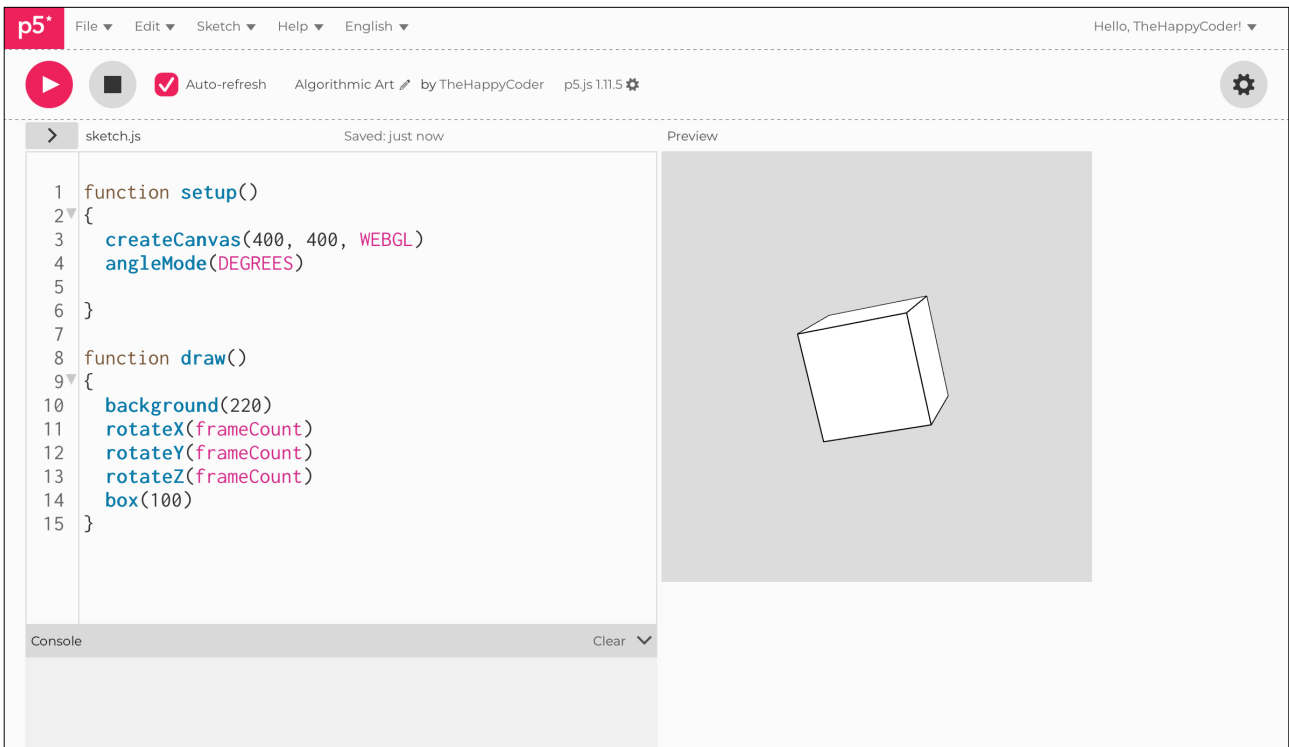 p5* File Edit Sketch Help English Hello, TheHappyCoder!
Auto-refresh Algorithmic Art by TheHappyCoder p5.js 1.11.5
sketch.js Saved: just now Preview
1 function setup()
2 {
3 createCanvas(400, 400, WEBGL)
4 angleMode(DEGREES)
5
6 }
7
8 function draw()
9 {
10 background(220)
11 rotateX(frameCount)
12 rotateY(frameCount)
13 rotateZ(frameCount)
14 box(100)
15 }
Console Clear